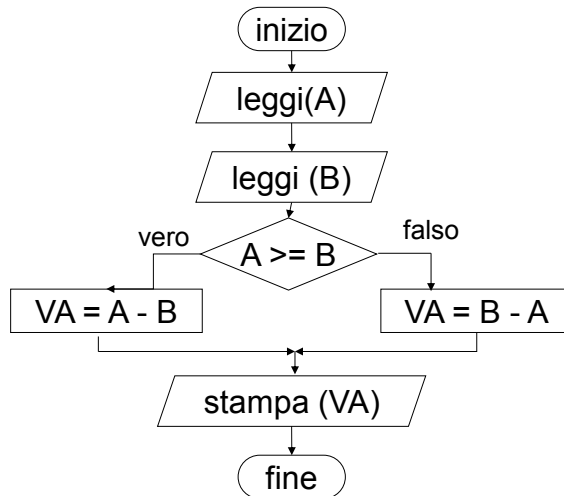 inizio
leggi(A)
leggi (B)
vero
A >= B
falso
VA = A - B
VA = B - A
stampa (VA)
fine